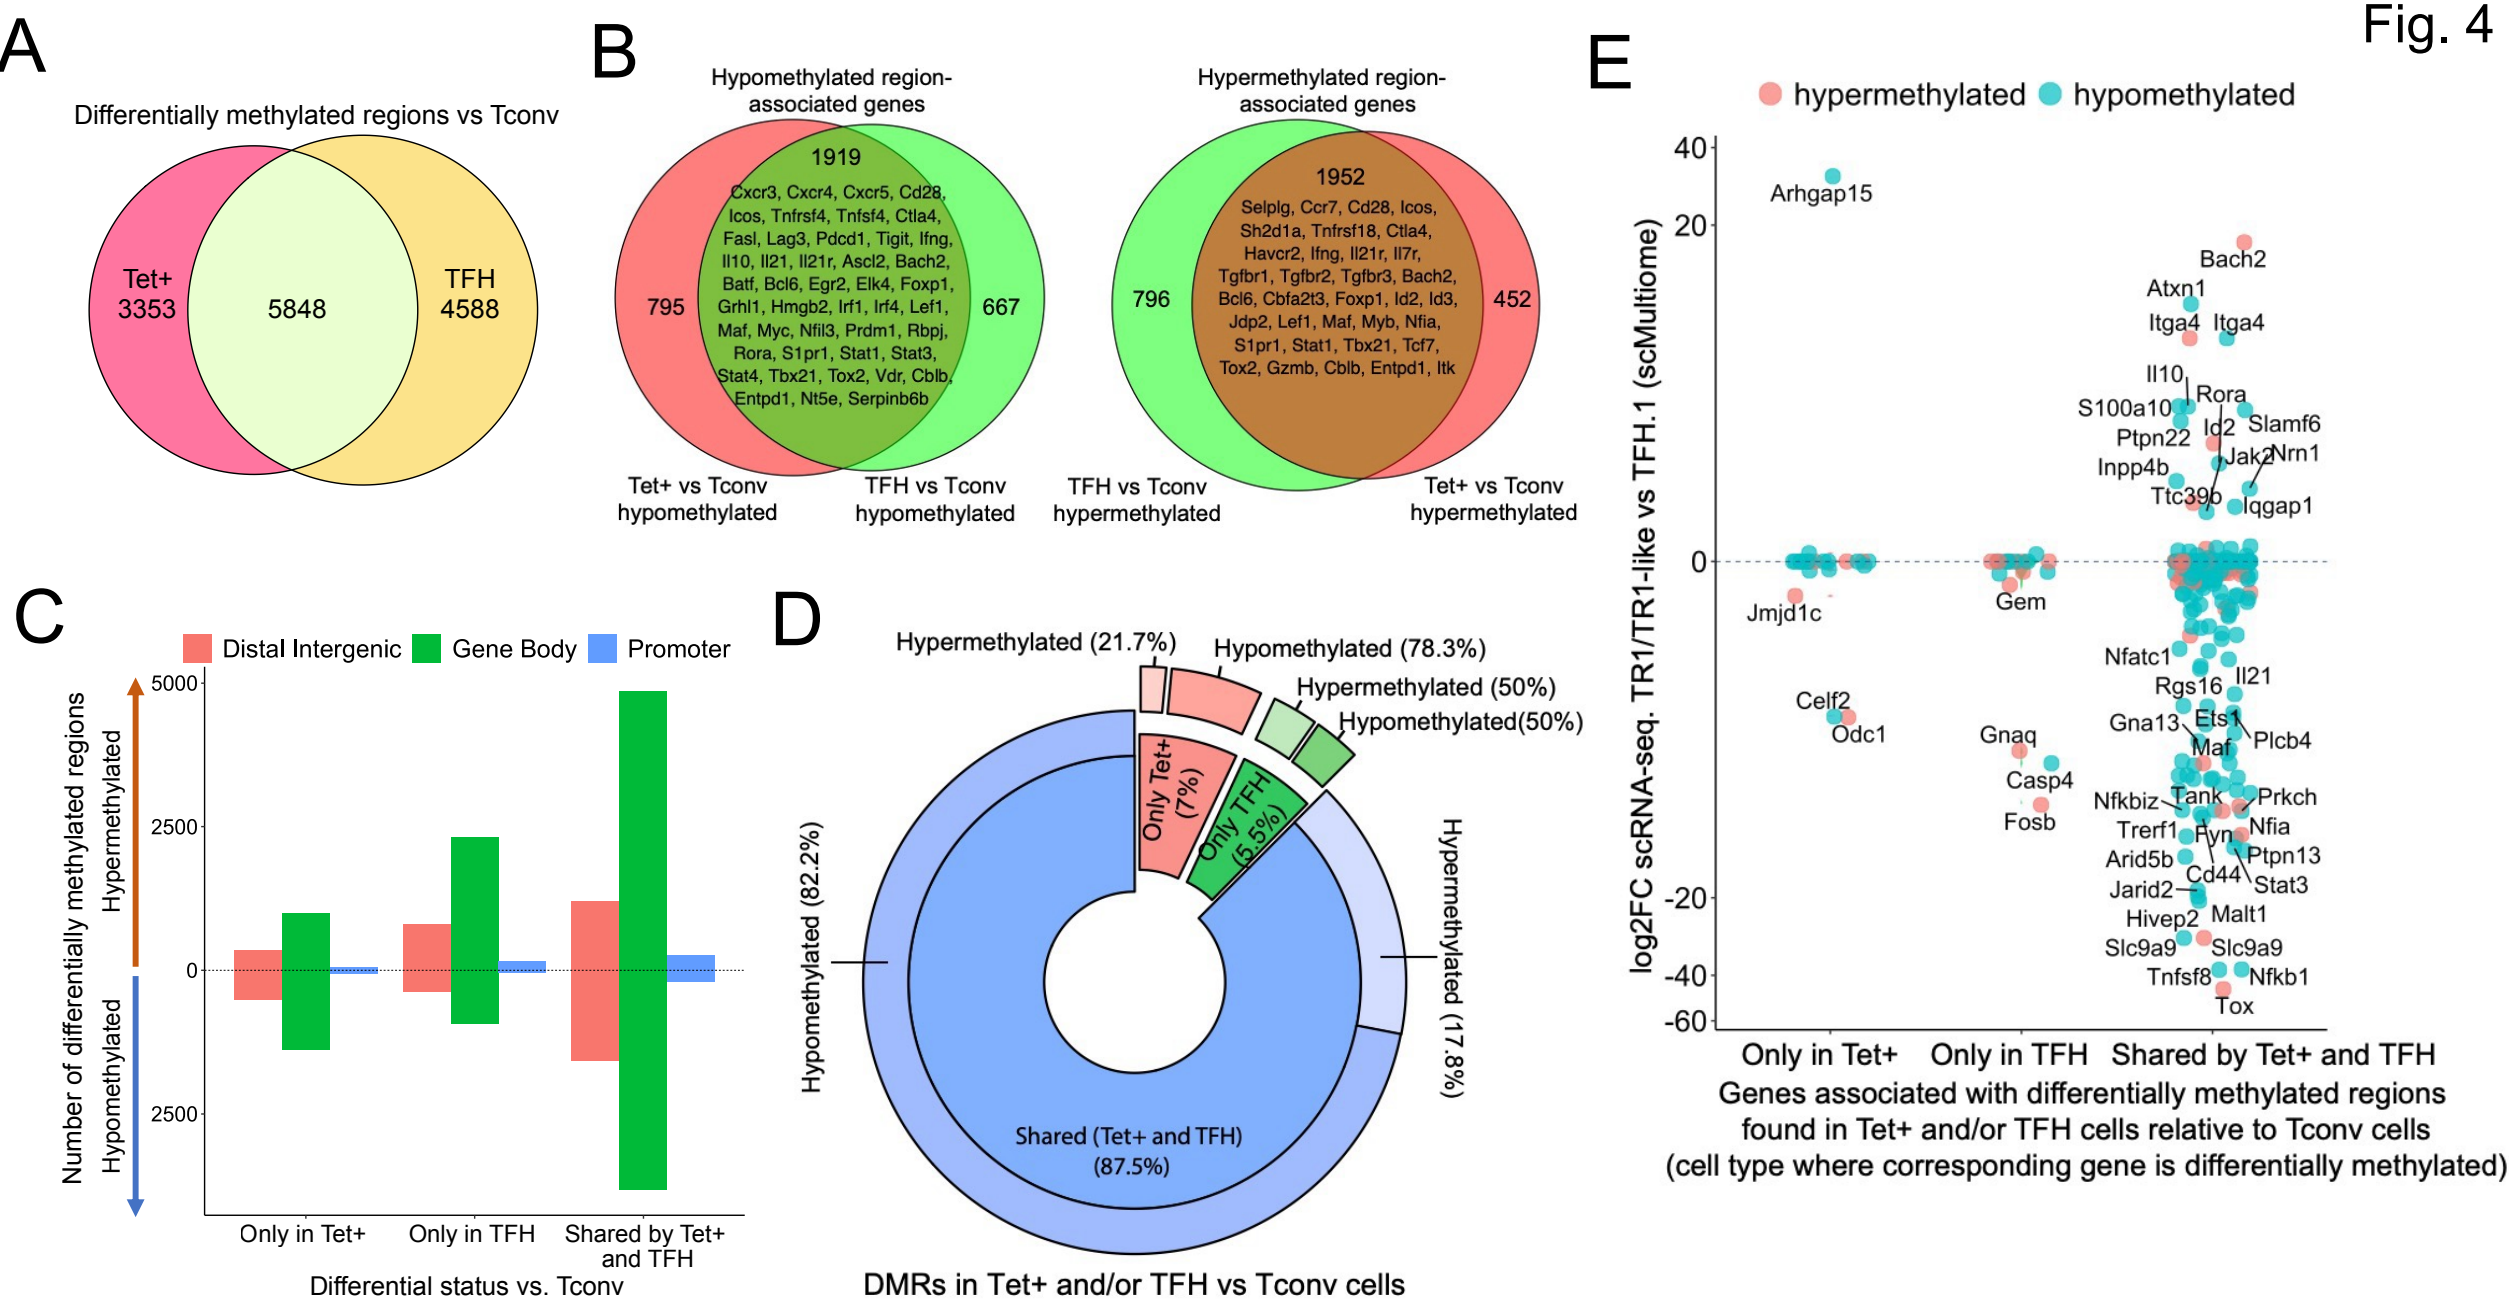 Fig. 4
A
Differentially methylated regions vs Tconv
Tet+
3353
5848
TFH
4588
B
Hypomethylated region-
associated genes
1919
Cxcr3, Cxcr4, Cxcr5, Cd28,
Icos, Tnfrsf4, Tnfsf4, Ctla4,
Fasl, Lag3, Pdcd1, Tigit, Ifng,
Il10, Il21, Il21r, Ascl2, Bach2,
Batf, Bcl6, Egr2, Elk4, Foxp1,
Grhl1, Hmgb2, Irf1, Irf4, Lef1,
Maf, Myc, Nfil3, Prdm1, Rbpj,
Rora, S1pr1, Stat1, Stat3,
Stat4, Tbx21, Tox2, Vdr, Cblb,
Entpd1, Nt5e, Serpinb6b
795
667
Tet+ vs Tconv
hypomethylated
TFH vs Tconv
hypomethylated
Hypermethylated region-
associated genes
1952
Selplg, Ccr7, Cd28, Icos,
Sh2d1a, Tnfrsf18, Ctla4,
Havcr2, Ifng, Il21r, Il7r,
Tgfbr1, Tgfbr2, Tgfbr3, Bach2,
Bcl6, Cbfa2t3, Foxp1, Id2, Id3,
Jdp2, Lef1, Maf, Myb, Nfia,
S1pr1, Stat1, Tbx21, Tcf7,
Tox2, Gzmb, Cblb, Entpd1, Itk
796
452
TFH vs Tconv
hypermethylated
Tet+ vs Tconv
hypermethylated
C
Distal Intergenic
Gene Body
Promoter
Number of differentially methylated regions
Hypermethylated
Hypomethylated
5000
2500
0
2500
Only in Tet+
Only in TFH
Shared by Tet+
and TFH
Differential status vs. Tconv
D
Hypermethylated (21.7%)
Hypomethylated (78.3%)
Hypermethylated (50%)
Hypomethylated(50%)
Only Tet+
(7%)
Only TFH
(5.5%)
Hypomethylated (82.2%)
Hypermethylated (17.8%)
Shared (Tet+ and TFH)
(87.5%)
DMRs in Tet+ and/or TFH vs Tconv cells
E
hypermethylated
hypomethylated
log2FC scRNA-seq. TR1/TR1-like vs TFH.1 (scMultiome)
40
20
0
-20
-40
-60
Arhgap15
Jmjd1c
Celf2
Odc1
Gem
Gnaq
Casp4
Fosb
Bach2
Atxn1
Itga4 Itga4
Il10
Rora
S100a10
Slamf6
Id2
Ptpn22
Jak2
Nrn1
Inpp4b
Ttc39b
Iqgap1
Nfatc1
Il21
Rgs16
Gna13
Ets1
Plcb4
Maf
Tank
Nfkbiz
Prkch
Trerf1
Fyn
Nfia
Arid5b
Ptpn13
Cd44
Stat3
Jarid2
Hivep2
Malt1
Slc9a9
Slc9a9
Tnfsf8
Nfkb1
Tox
Only in Tet+
Only in TFH
Shared by Tet+ and TFH
Genes associated with differentially methylated regions
found in Tet+ and/or TFH cells relative to Tconv cells
(cell type where corresponding gene is differentially methylated)